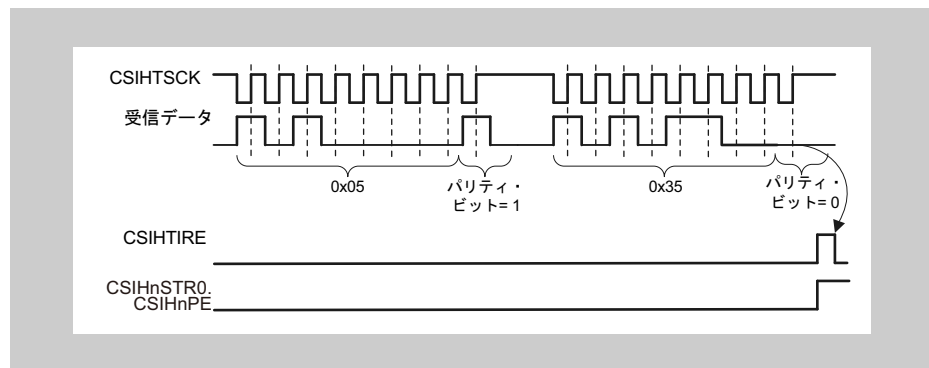 CSIHTSCK
受信データ
0x05
パリティ・
ビット= 1
0x35
パリティ・
ビット= 0
CSIHTIRE
CSIHnSTR0.
CSIHnPE